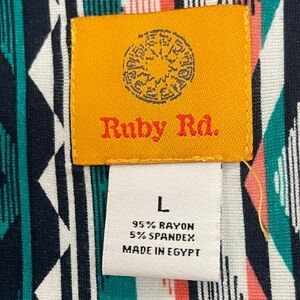 Ruby Rd.
L
95% RAYON
5% SPANDEX
MADE IN EGYPT